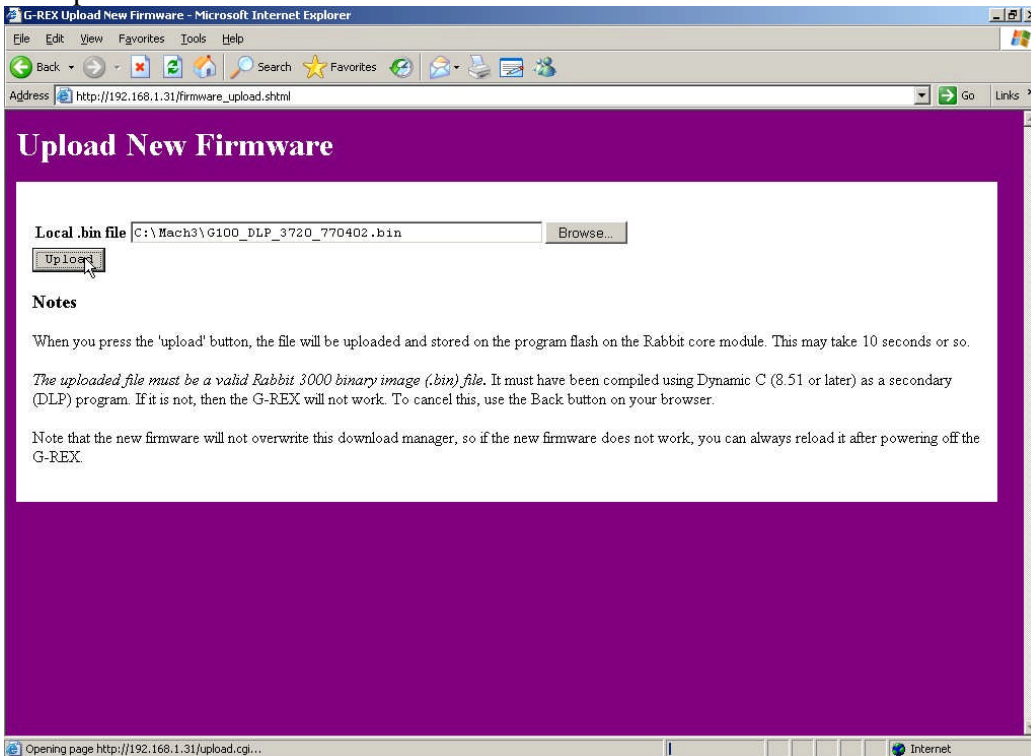 G-REX Upload New Firmware - Microsoft Internet Explorer
File Edit View Favorites Tools Help
Back Search Favorites
Address http://192.168.1.31/firmware_upload.shtml Go Links
Upload New Firmware
Local .bin file C:\Mach3\G100_DLP_3720_770402.bin Browse...
Upload
Notes
When you press the 'upload' button, the file will be uploaded and stored on the program flash on the Rabbit core module. This may take 10 seconds or so.
The uploaded file must be a valid Rabbit 3000 binary image (.bin) file. It must have been compiled using Dynamic C (8.51 or later) as a secondary
(DLP) program. If it is not, then the G-REX will not work. To cancel this, use the Back button on your browser.
Note that the new firmware will not overwrite this download manager, so if the new firmware does not work, you can always reload it after powering off the
G-REX.
Opening page http://192.168.1.31/upload.cgi... Internet